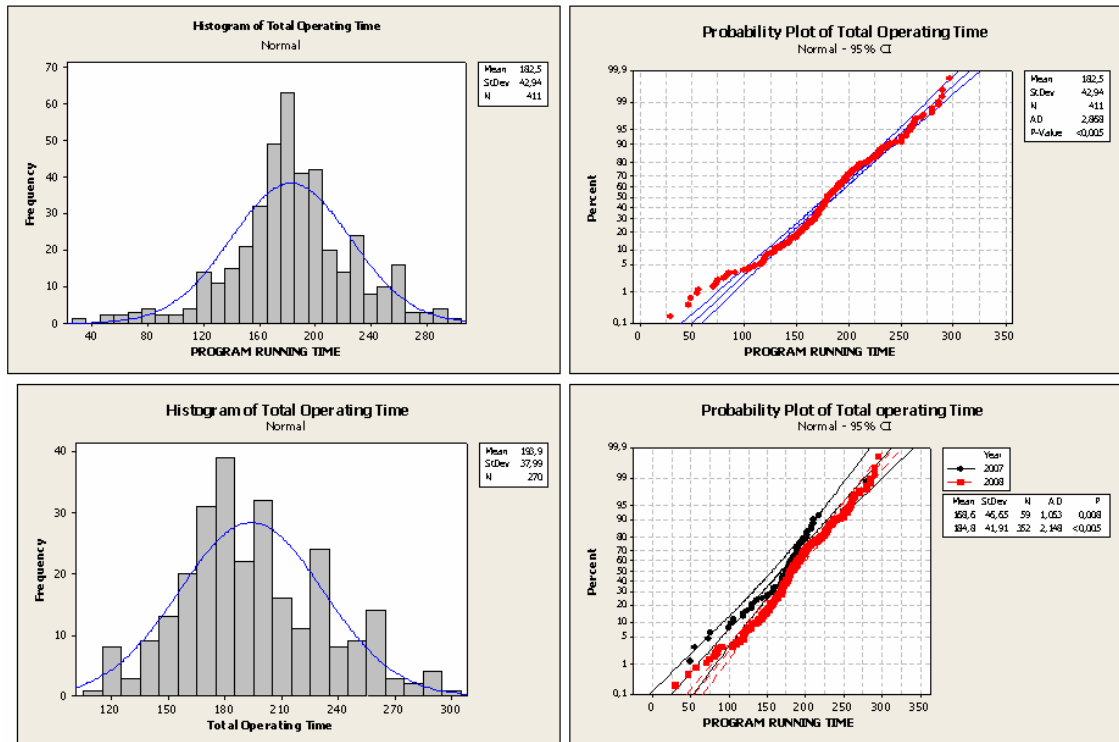 Histogram of Total Operating Time
Normal
70
60
50
40
30
20
10
0
Frequency
40 80 120 160 200 240 280
PROGRAM RUNNING TIME
Mean 182,5
StDev 42,94
N 411
Probability Plot of Total Operating Time
Normal - 95% CI
99,9
99
95
90
80
70
60
50
40
30
20
10
5
1
0,1
Percent
0 50 100 150 200 250 300 350
PROGRAM RUNNING TIME
Mean 182,5
StDev 42,94
N 411
AD 2,868
P-Value <0,005
Histogram of Total Operating Time
Normal
40
30
20
10
0
Frequency
120 150 180 210 240 270 300
Total Operating Time
Mean 193,9
StDev 37,99
N 270
Probability Plot of Total operating Time
Normal - 95% CI
99,9
99
95
90
80
70
60
50
40
30
20
10
5
1
0,1
Percent
0 50 100 150 200 250 300 350
PROGRAM RUNNING TIME
Year
2007
2008
Mean StDev N AD P
168,6 46,65 59 1,053 0,008
184,8 41,91 352 2,148 <0,005